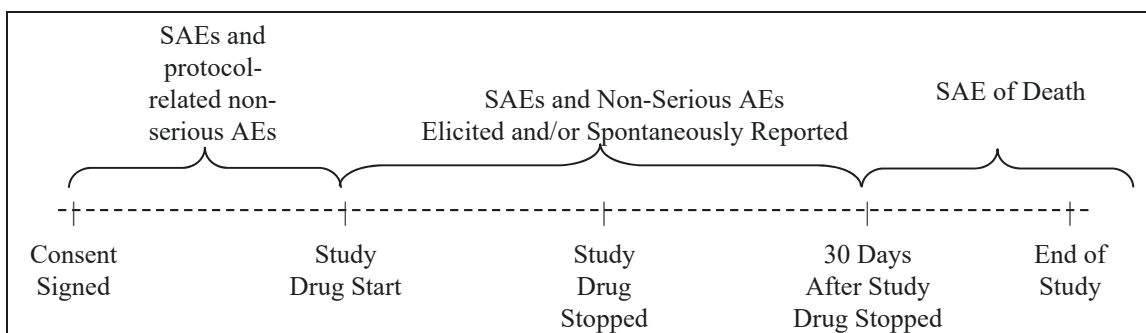 SAEs and
protocol-
related non-
serious AEs
SAEs and Non-Serious AEs
Elicited and/or Spontaneously Reported
SAE of Death
Consent
Signed
Study
Drug Start
Study
Drug
Stopped
30 Days
After Study
Drug Stopped
End of
Study